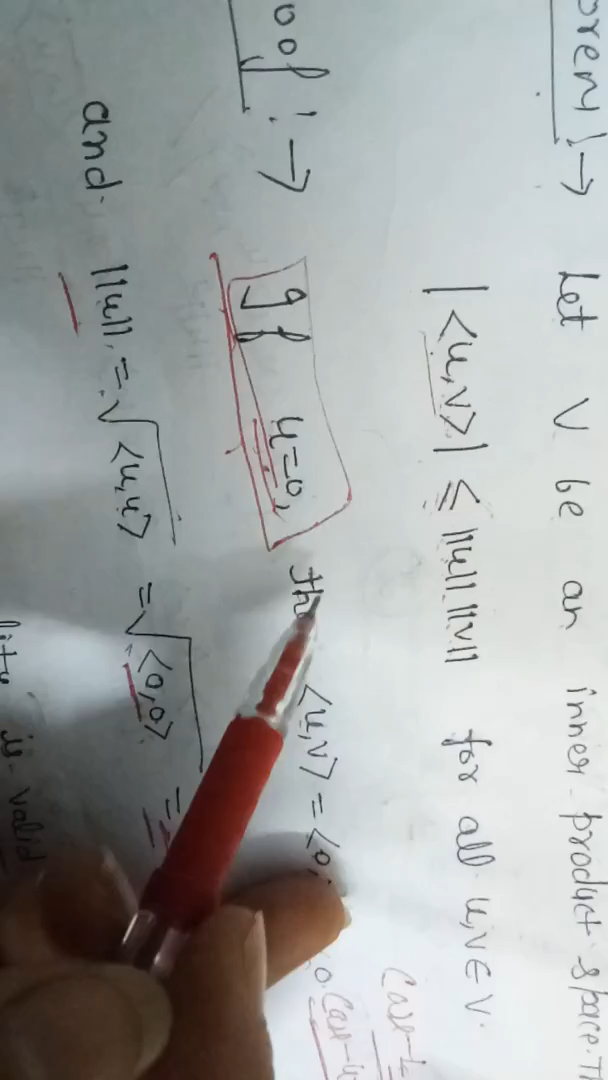 orem :→ Let V be an inner product space. Th
|<u,v>| ≤ ||u|| ||v|| for all u,v ∈ V.
oof :→ If u=0, th <u,v> = <0,
and ||u|| = √<u,u> = √<0,0> =
is valid